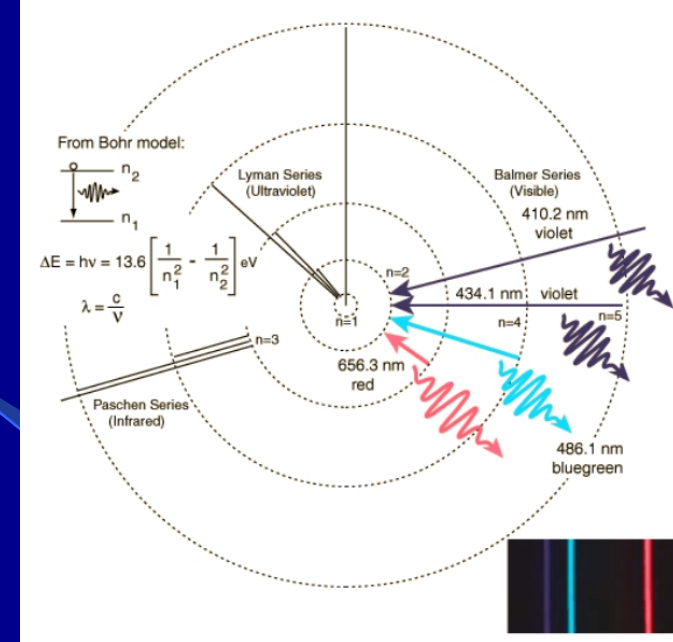 From Bohr model:
n₂
n₁
ΔE = hν = 13.6 [ 1/n₁² - 1/n₂² ] eV
λ = c/ν
Lyman Series
(Ultraviolet)
Balmer Series
(Visible)
410.2 nm
violet
n=2
434.1 nm violet
n=1
n=4
n=5
n=3
656.3 nm
red
Paschen Series
(Infrared)
486.1 nm
bluegreen